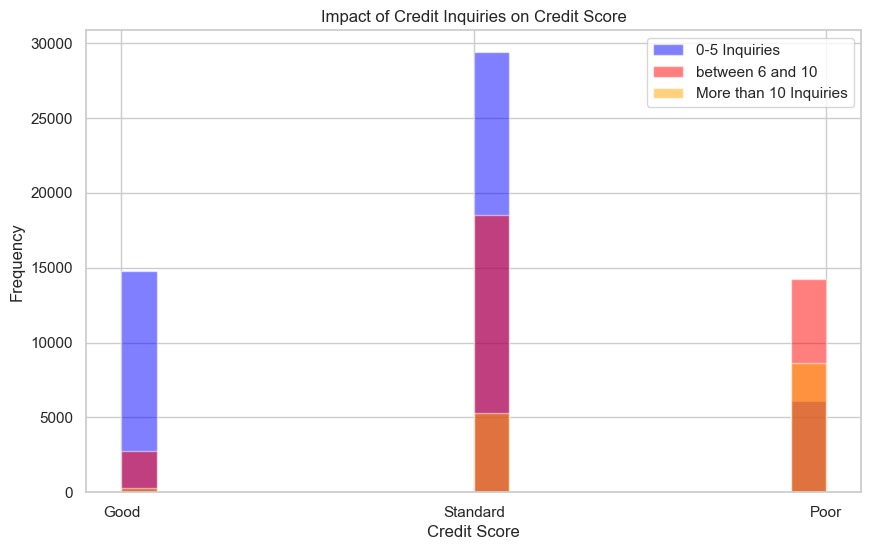 Impact of Credit Inquiries on Credit Score
0-5 Inquiries
between 6 and 10
More than 10 Inquiries
Frequency
30000
25000
20000
15000
10000
5000
0
Good Standard Poor
Credit Score